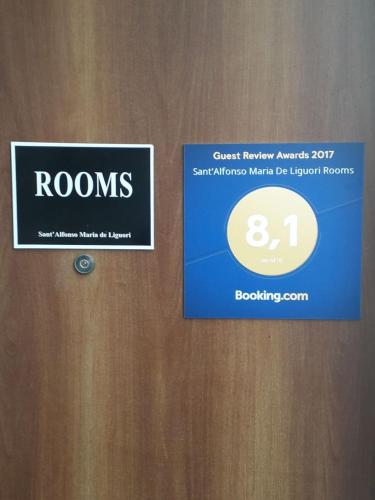 ROOMS
Sant'Alfonso Maria de Liguori
Guest Review Awards 2017
Sant'Alfonso Maria De Liguori Rooms
8,1
Booking.com